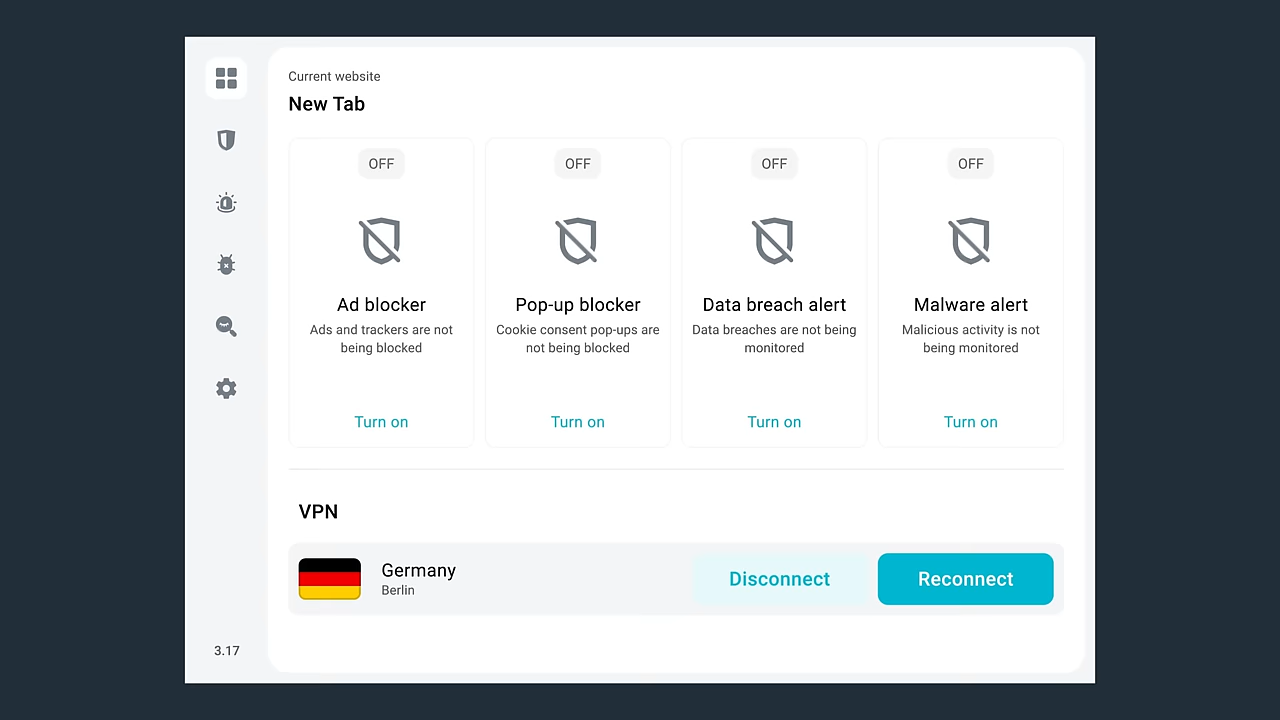 Current website
New Tab
OFF
Ad blocker
Ads and trackers are not
being blocked
Turn on
OFF
Pop-up blocker
Cookie consent pop-ups are
not being blocked
Turn on
OFF
Data breach alert
Data breaches are not being
monitored
Turn on
OFF
Malware alert
Malicious activity is not
being monitored
Turn on
VPN
Germany
Berlin
Disconnect
Reconnect
3.17